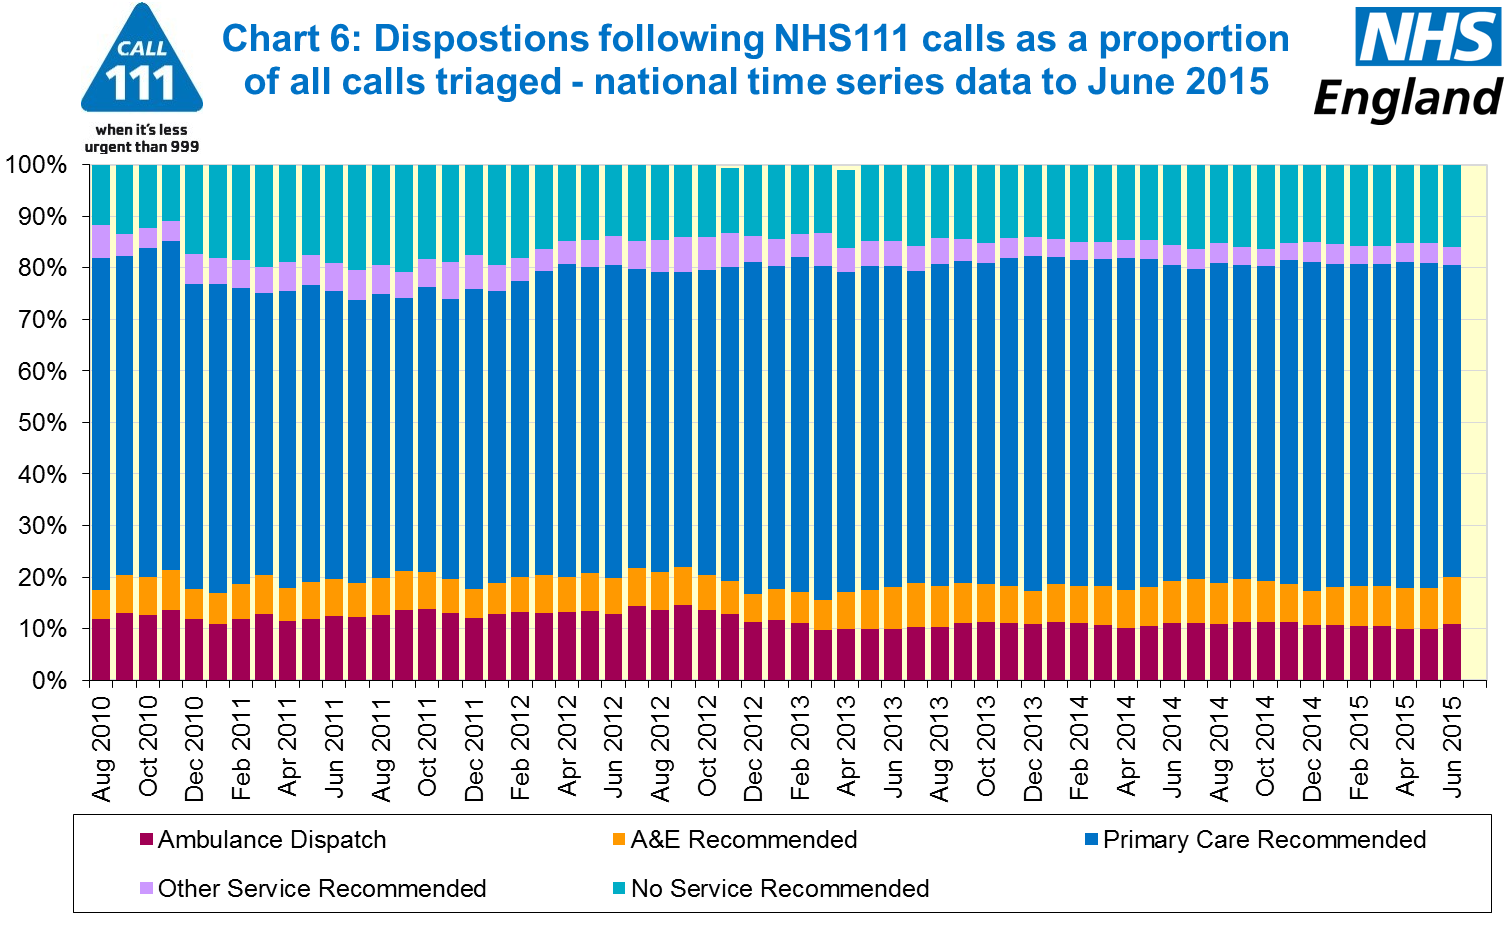 CALL
111
when it's less
urgent than 999
Chart 6: Dispostions following NHS111 calls as a proportion
of all calls triaged - national time series data to June 2015
NHS
England
100%
90%
80%
70%
60%
50%
40%
30%
20%
10%
0%
Aug 2010
Oct 2010
Dec 2010
Feb 2011
Apr 2011
Jun 2011
Aug 2011
Oct 2011
Dec 2011
Feb 2012
Apr 2012
Jun 2012
Aug 2012
Oct 2012
Dec 2012
Feb 2013
Apr 2013
Jun 2013
Aug 2013
Oct 2013
Dec 2013
Feb 2014
Apr 2014
Jun 2014
Aug 2014
Oct 2014
Dec 2014
Feb 2015
Apr 2015
Jun 2015
Ambulance Dispatch
A&E Recommended
Primary Care Recommended
Other Service Recommended
No Service Recommended